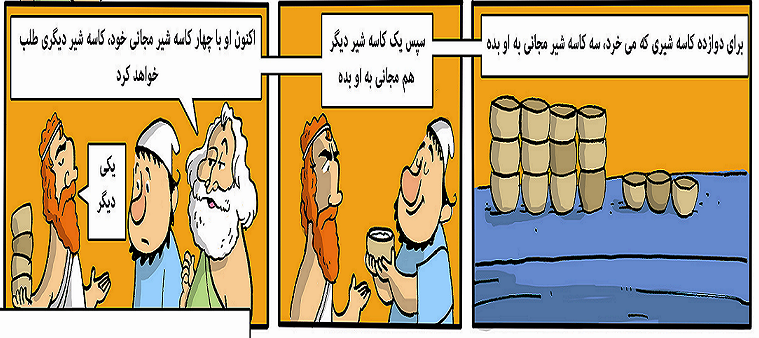 برای دوازده کاسه شیری که می خرد، سه کاسه شیر مجانی به او بده
سپس یک کاسه شیر دیگر
هم مجانی به او بده
اکنون او با چهار کاسه شیر مجانی خود، کاسه شیر دیگری طلب
خواهد کرد
یکی
دیگر